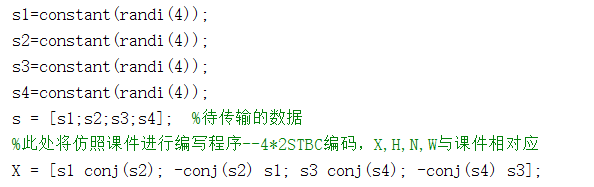 s1=constant(randi(4));
s2=constant(randi(4));
s3=constant(randi(4));
s4=constant(randi(4));
s = [s1;s2;s3;s4];  %待传输的数据
%此处将仿照课件进行编写程序--4*2STBC编码，X,H,N,W与课件相对应
X = [s1 conj(s2); -conj(s2) s1; s3 conj(s4); -conj(s4) s3];